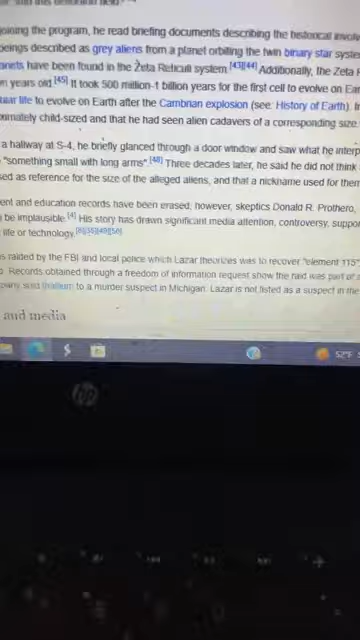 joining the program, he read briefing documents describing the historical involv
beings described as grey aliens from a planet orbiting the twin binary star syste
anets have been found in the Zeta Reticuli system.[43][44] Additionally, the Zeta R
n years old.[45] It took 500 million-1 billion years for the first cell to evolve on Ear
life to evolve on Earth after the Cambrian explosion (see: History of Earth). I
ximately child-sized and that he had seen alien cadavers of a corresponding size.
a hallway at S-4, he briefly glanced through a door window and saw what he interp
"something small with long arms".[48] Three decades later, he said he did not think
sed as reference for the size of the alleged aliens, and that a nickname used for them
ent and education records have been erased; however, skeptics Donald R. Prothero,
be implausible.[4] His story has drawn significant media attention, controversy, suppor
life or technology.
s raided by the FBI and local police which Lazar theorizes was to recover "element 115"
Records obtained through a freedom of information request show the raid was part of
pany sold thallium to a murder suspect in Michigan. Lazar is not listed as a suspect in the
and media
52°F
hp